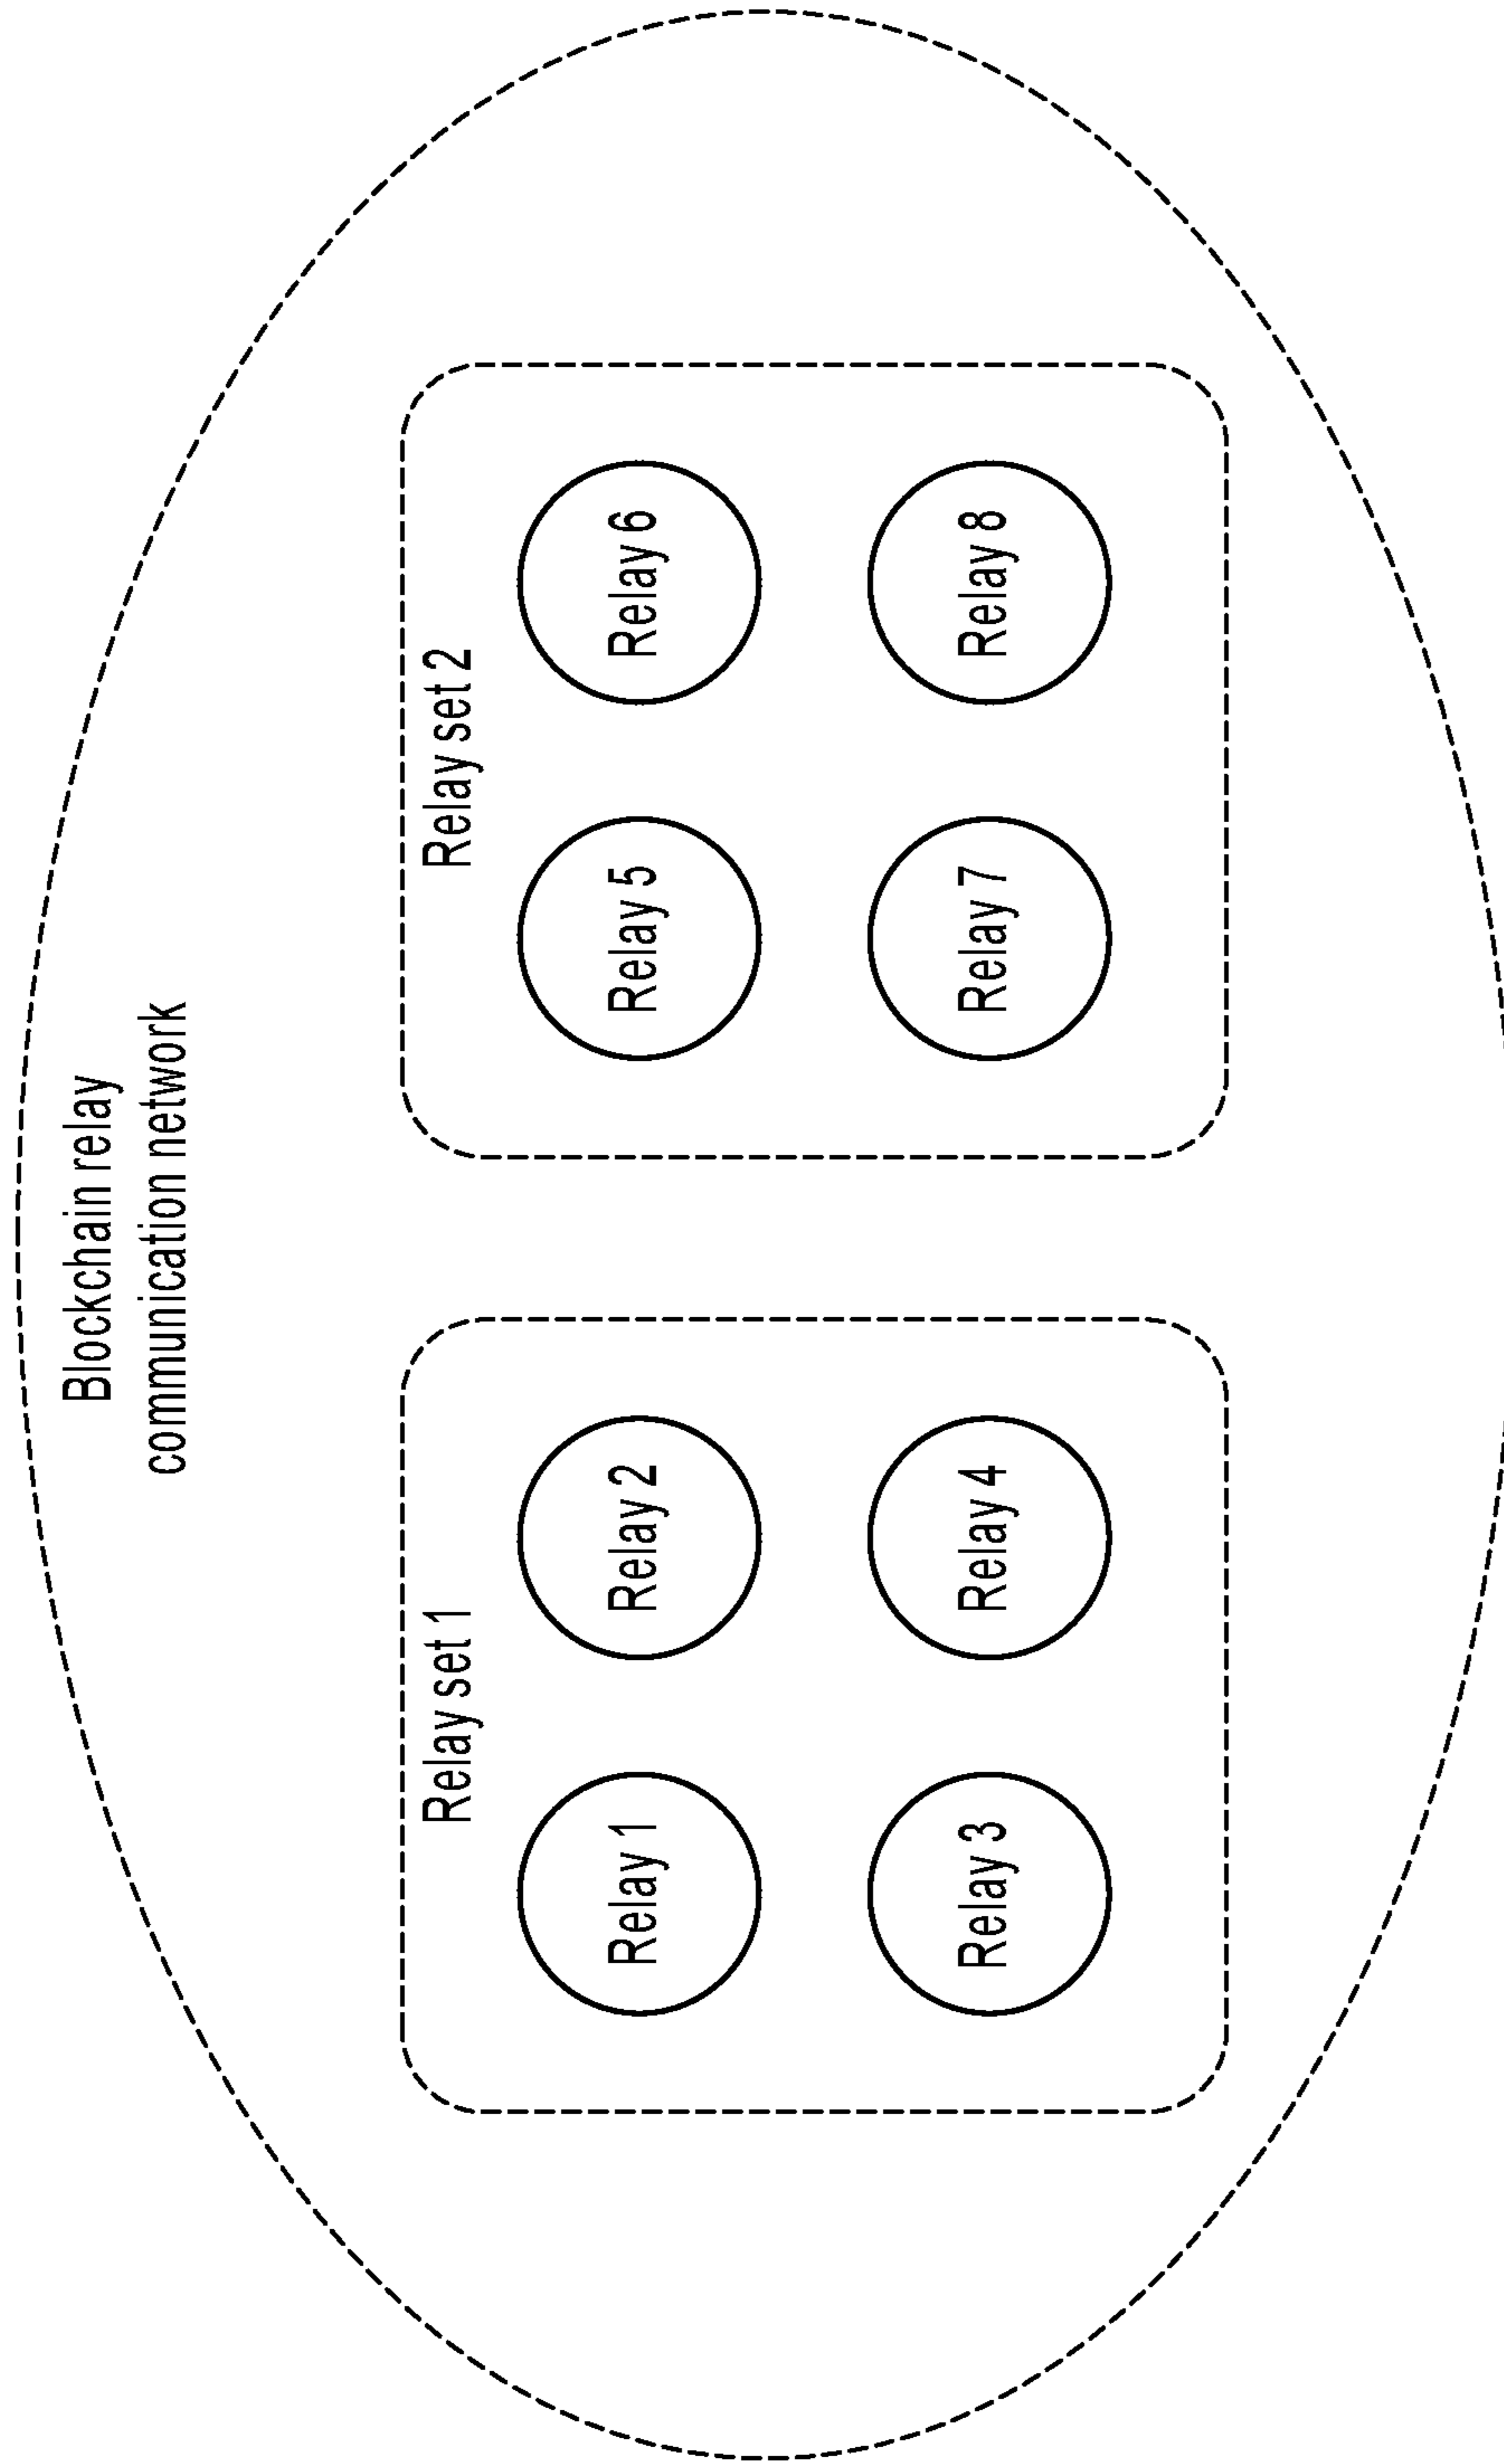 Blockchain relay
communication network
Relay set 1
Relay 1
Relay 2
Relay 3
Relay 4
Relay set 2
Relay 5
Relay 6
Relay 7
Relay 8